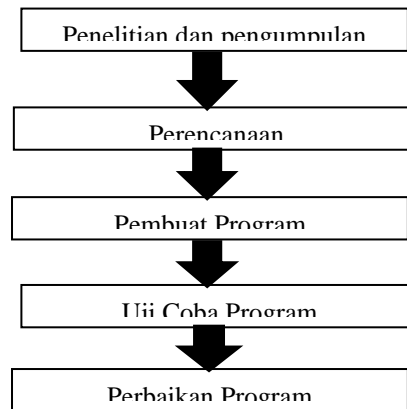 Penelitian dan pengumpulan
Perencanaan
Pembuat Program
Uji Coba Program
Perbaikan Program